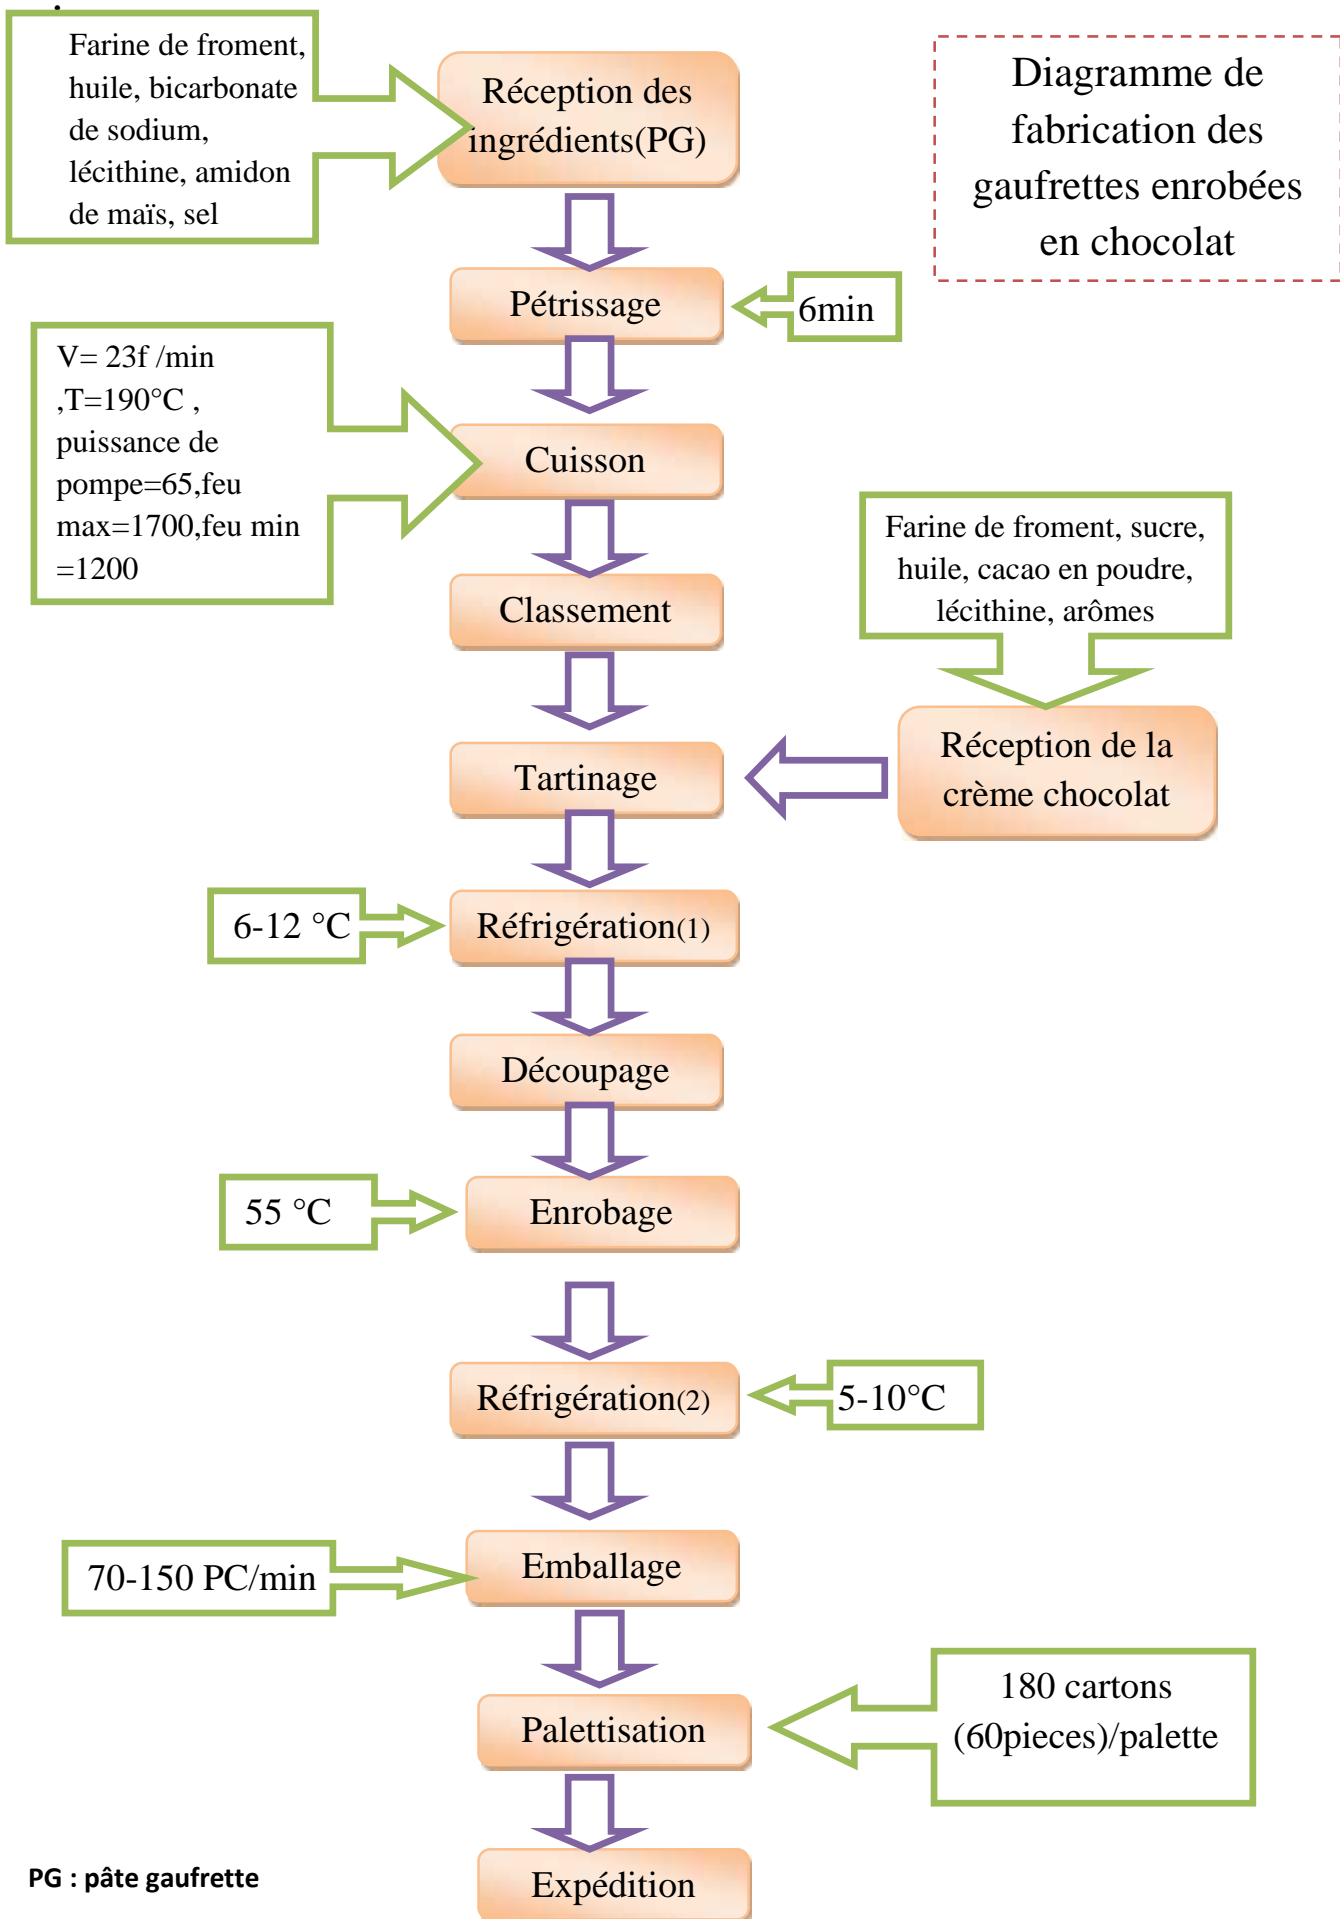 Farine de froment,
huile, bicarbonate
de sodium,
lécithine, amidon
de maïs, sel
Réception des
ingrédients(PG)
Diagramme de
fabrication des
gaufrettes enrobées
en chocolat
Pétrissage
6min
V= 23f /min
,T=190°C ,
puissance de
pompe=65,feu
max=1700,feu min
=1200
Cuisson
Classement
Farine de froment, sucre,
huile, cacao en poudre,
lécithine, arômes
Réception de la
crème chocolat
Tartinage
6-12 °C
Réfrigération(1)
Découpage
55 °C
Enrobage
Réfrigération(2)
5-10°C
70-150 PC/min
Emballage
180 cartons
(60pieces)/palette
Palettisation
Expédition
PG : pâte gaufrette